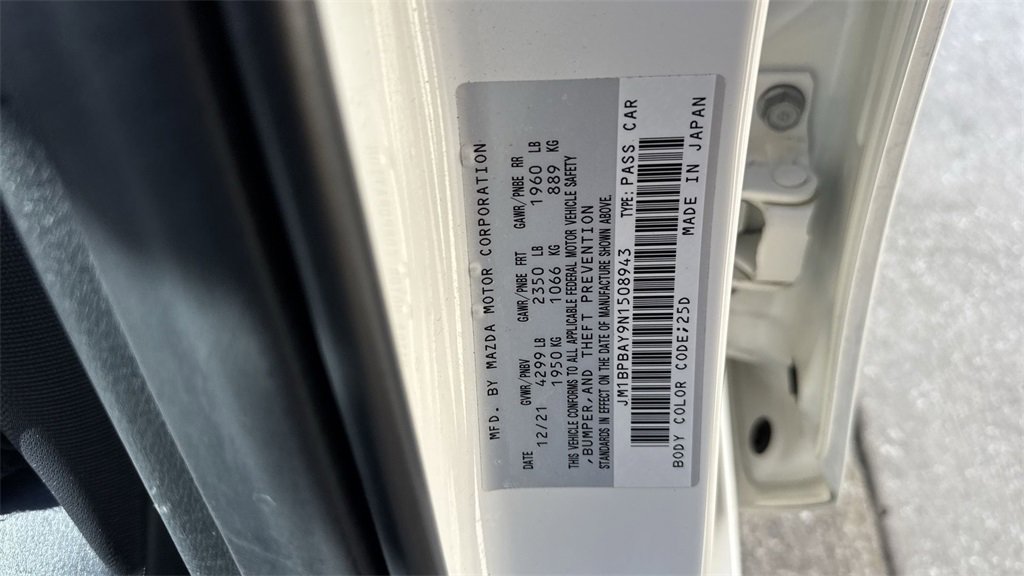 MFD. BY MAZDA MOTOR CORPORATION
DATE GVWR/PNBV GAWR/PNBE FRT GAWR/PNBE RR
12/21 4299 LB 2350 LB 1960 LB
1950 KG 1066 KG 889 KG
THIS VEHICLE CONFORMS TO ALL APPLICABLE FEDERAL MOTOR VEHICLE SAFETY
,BUMPER,AND THEFT PREVENTION
STANDARDS IN EFFECT ON THE DATE OF MANUFACTURE SHOWN ABOVE.
JM1BPBAY9N1508943 TYPE:PASS CAR
BODY COLOR CODE;25D MADE IN JAPAN